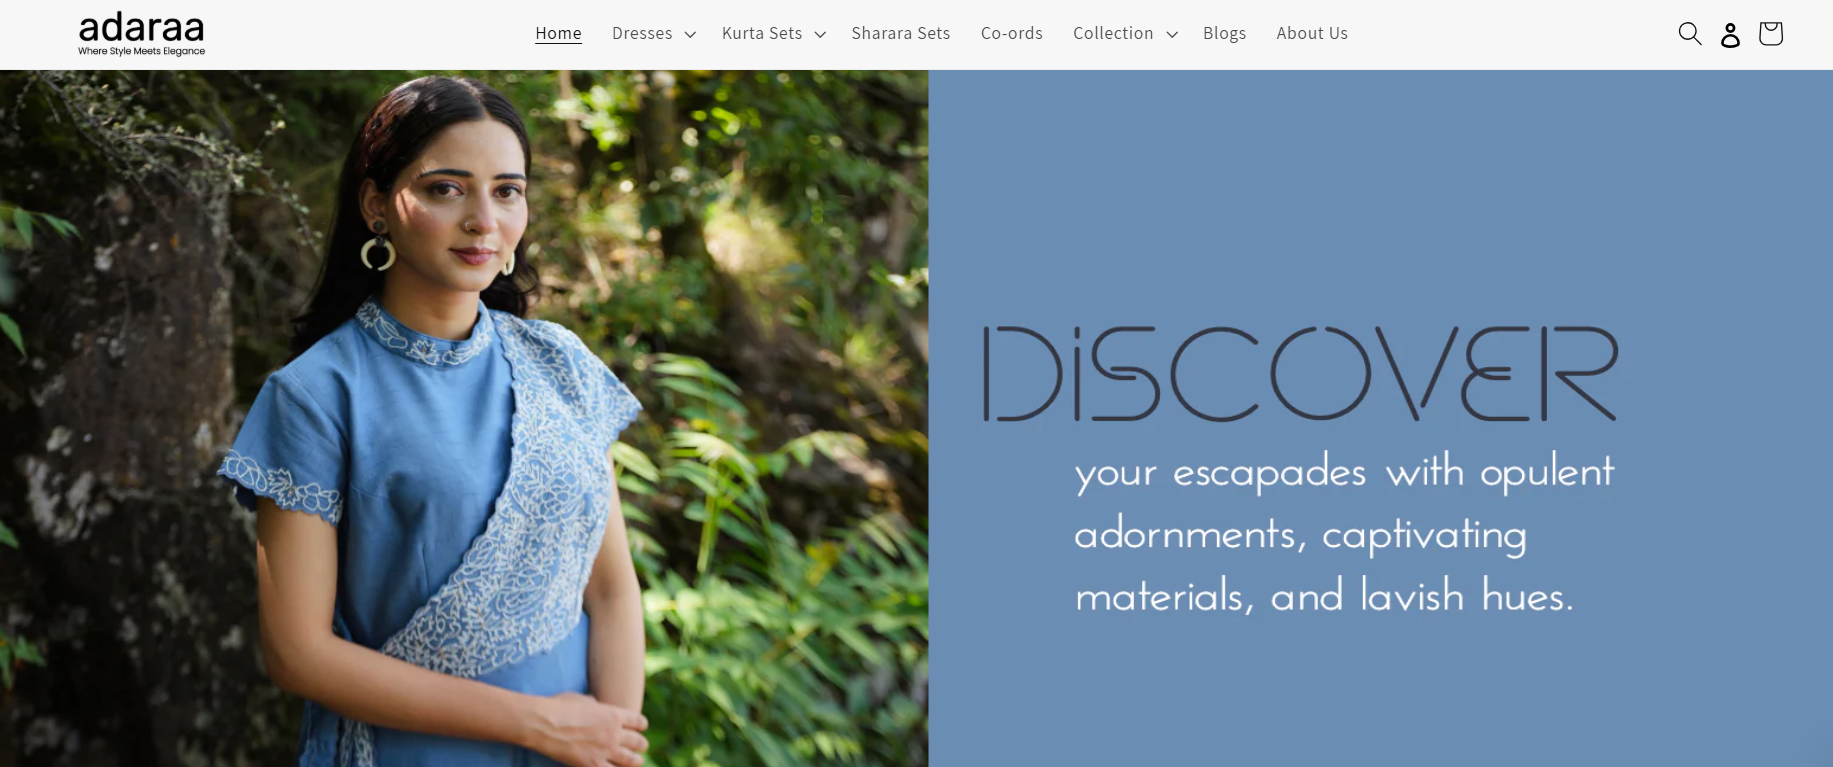 adaraa
Where Style Meets Elegance
Home Dresses Kurta Sets Sharara Sets Co-ords Collection Blogs About Us
DiSCOVER
your escapades with opulent
adornments, captivating
materials, and lavish hues.